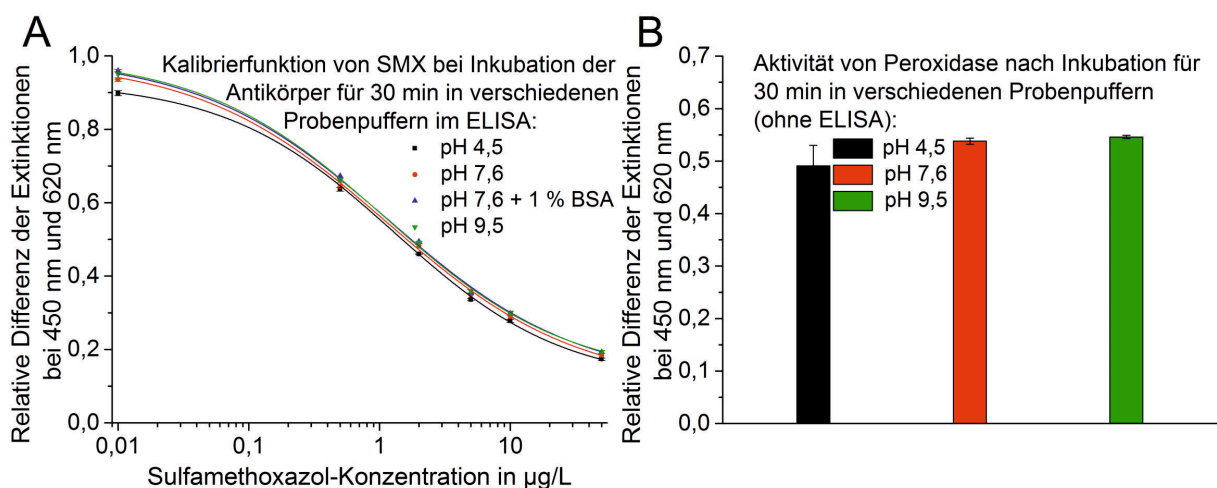 A
Relative Differenz der Extinktionen
bei 450 nm und 620 nm
1,0
0,8
0,6
0,4
0,2
0,0
Kalibrierfunktion von SMX bei Inkubation der
Antikörper für 30 min in verschiedenen
Probenpuffern im ELISA:
pH 4,5
pH 7,6
pH 7,6 + 1 % BSA
pH 9,5
0,01
0,1
1
10
Sulfamethoxazol-Konzentration in µg/L
B
Relative Differenz der Extinktionen
bei 450 nm und 620 nm
0,7
0,6
0,5
0,4
0,3
0,2
0,1
0,0
Aktivität von Peroxidase nach Inkubation für
30 min in verschiedenen Probenpuffern
(ohne ELISA):
pH 4,5
pH 7,6
pH 9,5